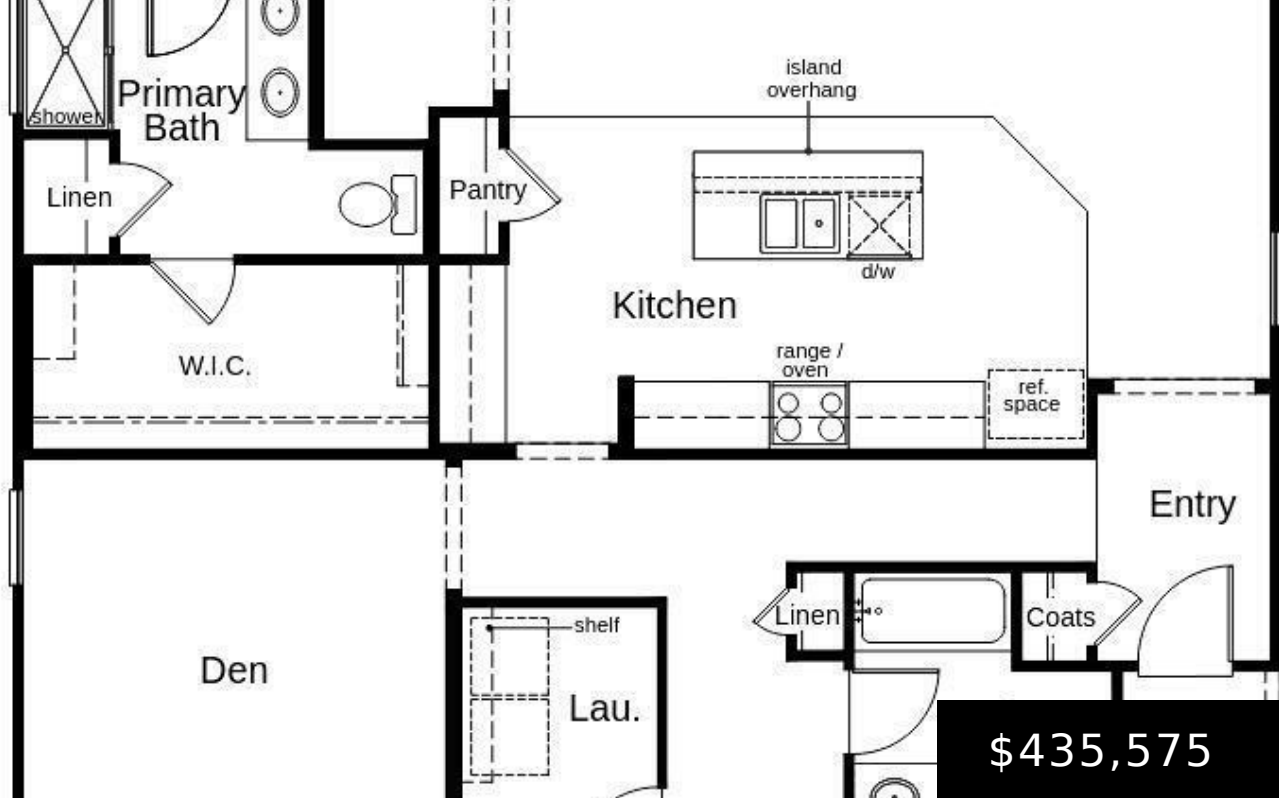 island
overhang
Primary
Bath
shower
Linen
Pantry
d/w
Kitchen
W.I.C.
range /
oven
ref.
space
Entry
Linen
Coats
shelf
Den
Lau.
$435,575